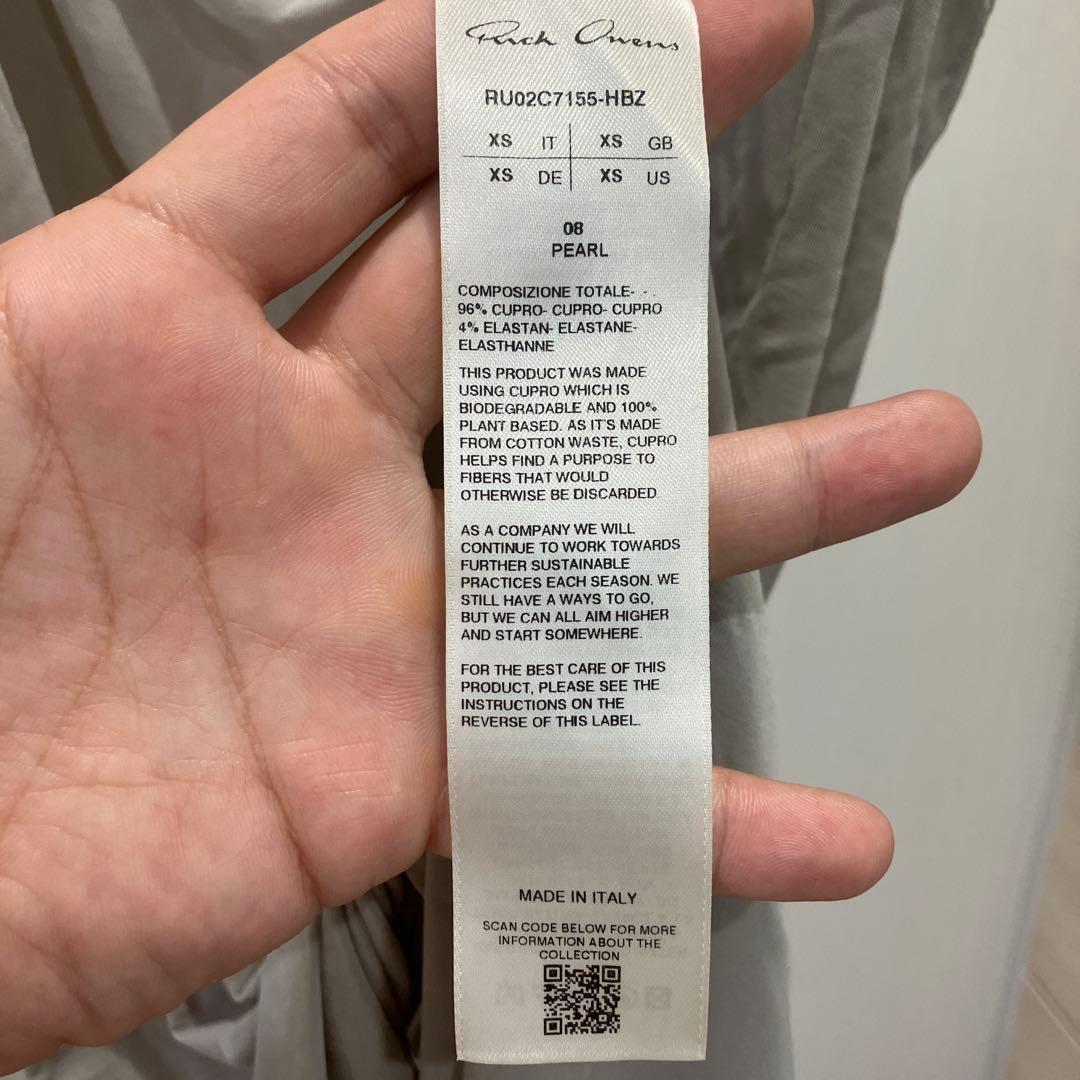 Rick Owens
RU02C7155-HBZ
XS IT XS GB
XS DE XS US
08
PEARL
COMPOSIZIONE TOTALE- - .
96% CUPRO- CUPRO- CUPRO
4% ELASTAN- ELASTANE-
ELASTHANNE
THIS PRODUCT WAS MADE
USING CUPRO WHICH IS
BIODEGRADABLE AND 100%
PLANT BASED. AS IT'S MADE
FROM COTTON WASTE, CUPRO
HELPS FIND A PURPOSE TO
FIBERS THAT WOULD
OTHERWISE BE DISCARDED.
AS A COMPANY WE WILL
CONTINUE TO WORK TOWARDS
FURTHER SUSTAINABLE
PRACTICES EACH SEASON. WE
STILL HAVE A WAYS TO GO,
BUT WE CAN ALL AIM HIGHER
AND START SOMEWHERE.
FOR THE BEST CARE OF THIS
PRODUCT, PLEASE SEE THE
INSTRUCTIONS ON THE
REVERSE OF THIS LABEL.
MADE IN ITALY
SCAN CODE BELOW FOR MORE
INFORMATION ABOUT THE
COLLECTION